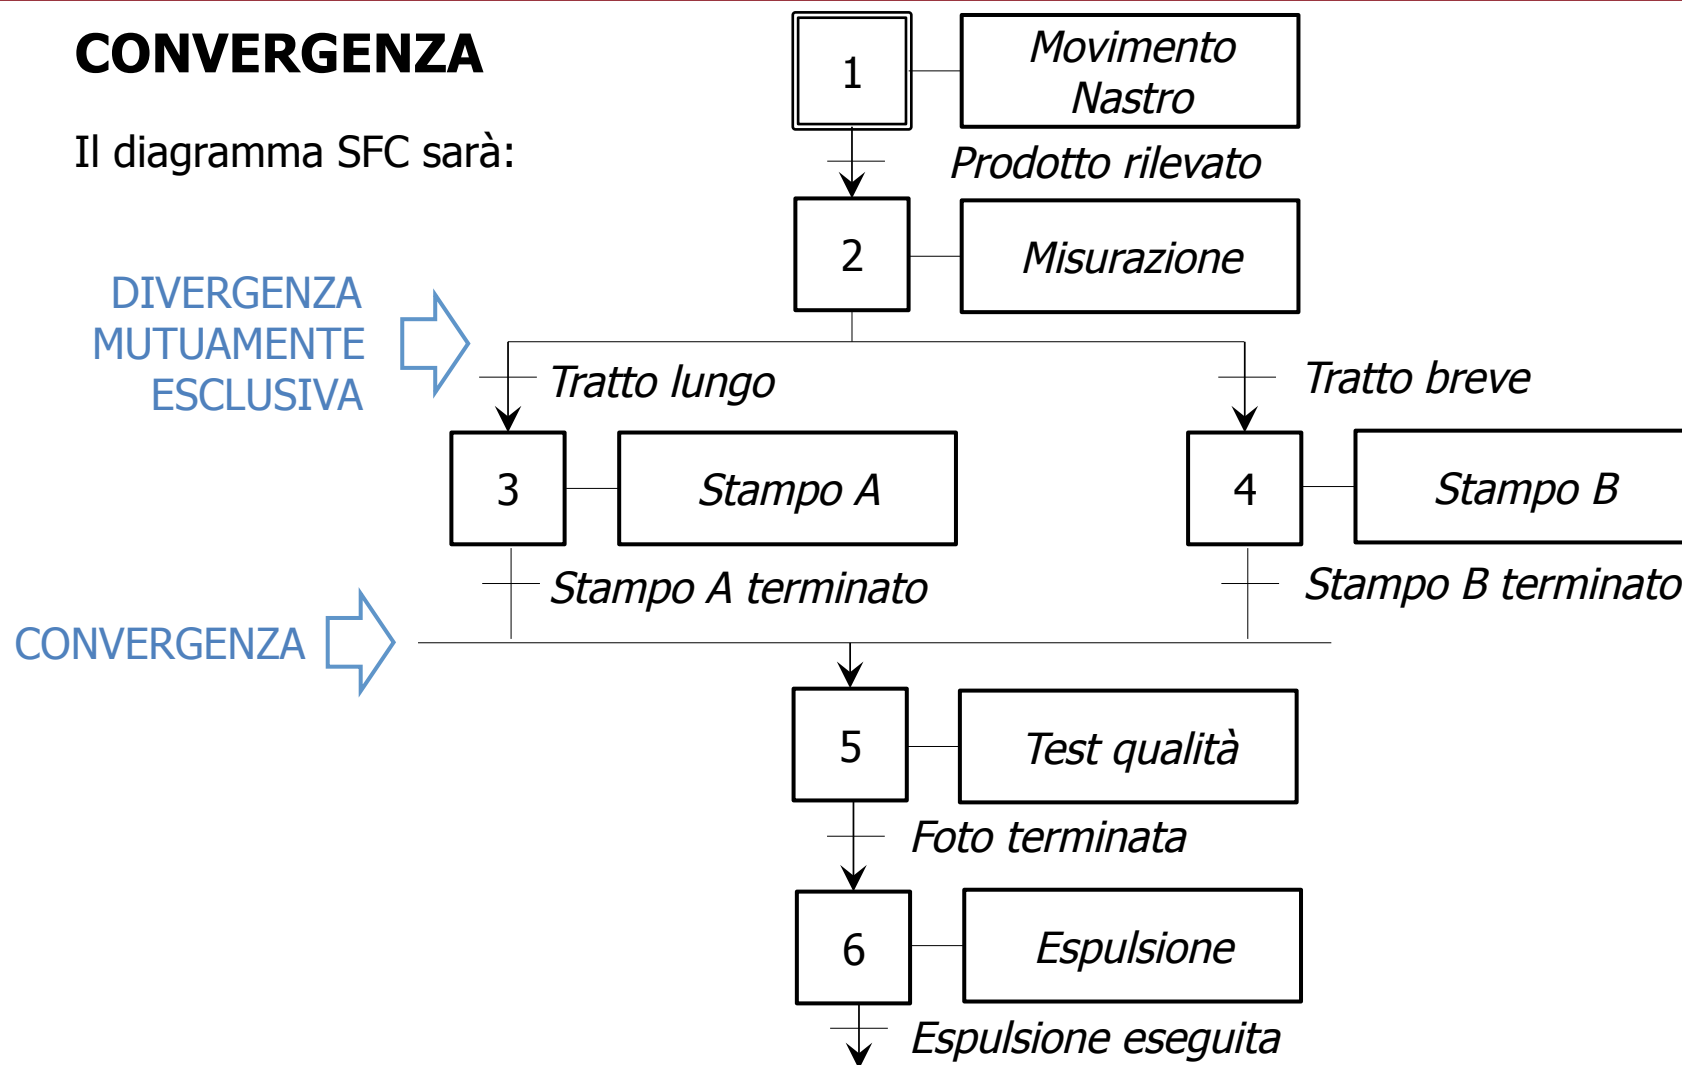 CONVERGENZA
Il diagramma SFC sarà:
1
Movimento
Nastro
Prodotto rilevato
2
Misurazione
DIVERGENZA
MUTUAMENTE
ESCLUSIVA
Tratto lungo
Tratto breve
3
Stampo A
4
Stampo B
Stampo A terminato
Stampo B terminato
CONVERGENZA
5
Test qualità
Foto terminata
6
Espulsione
Espulsione eseguita